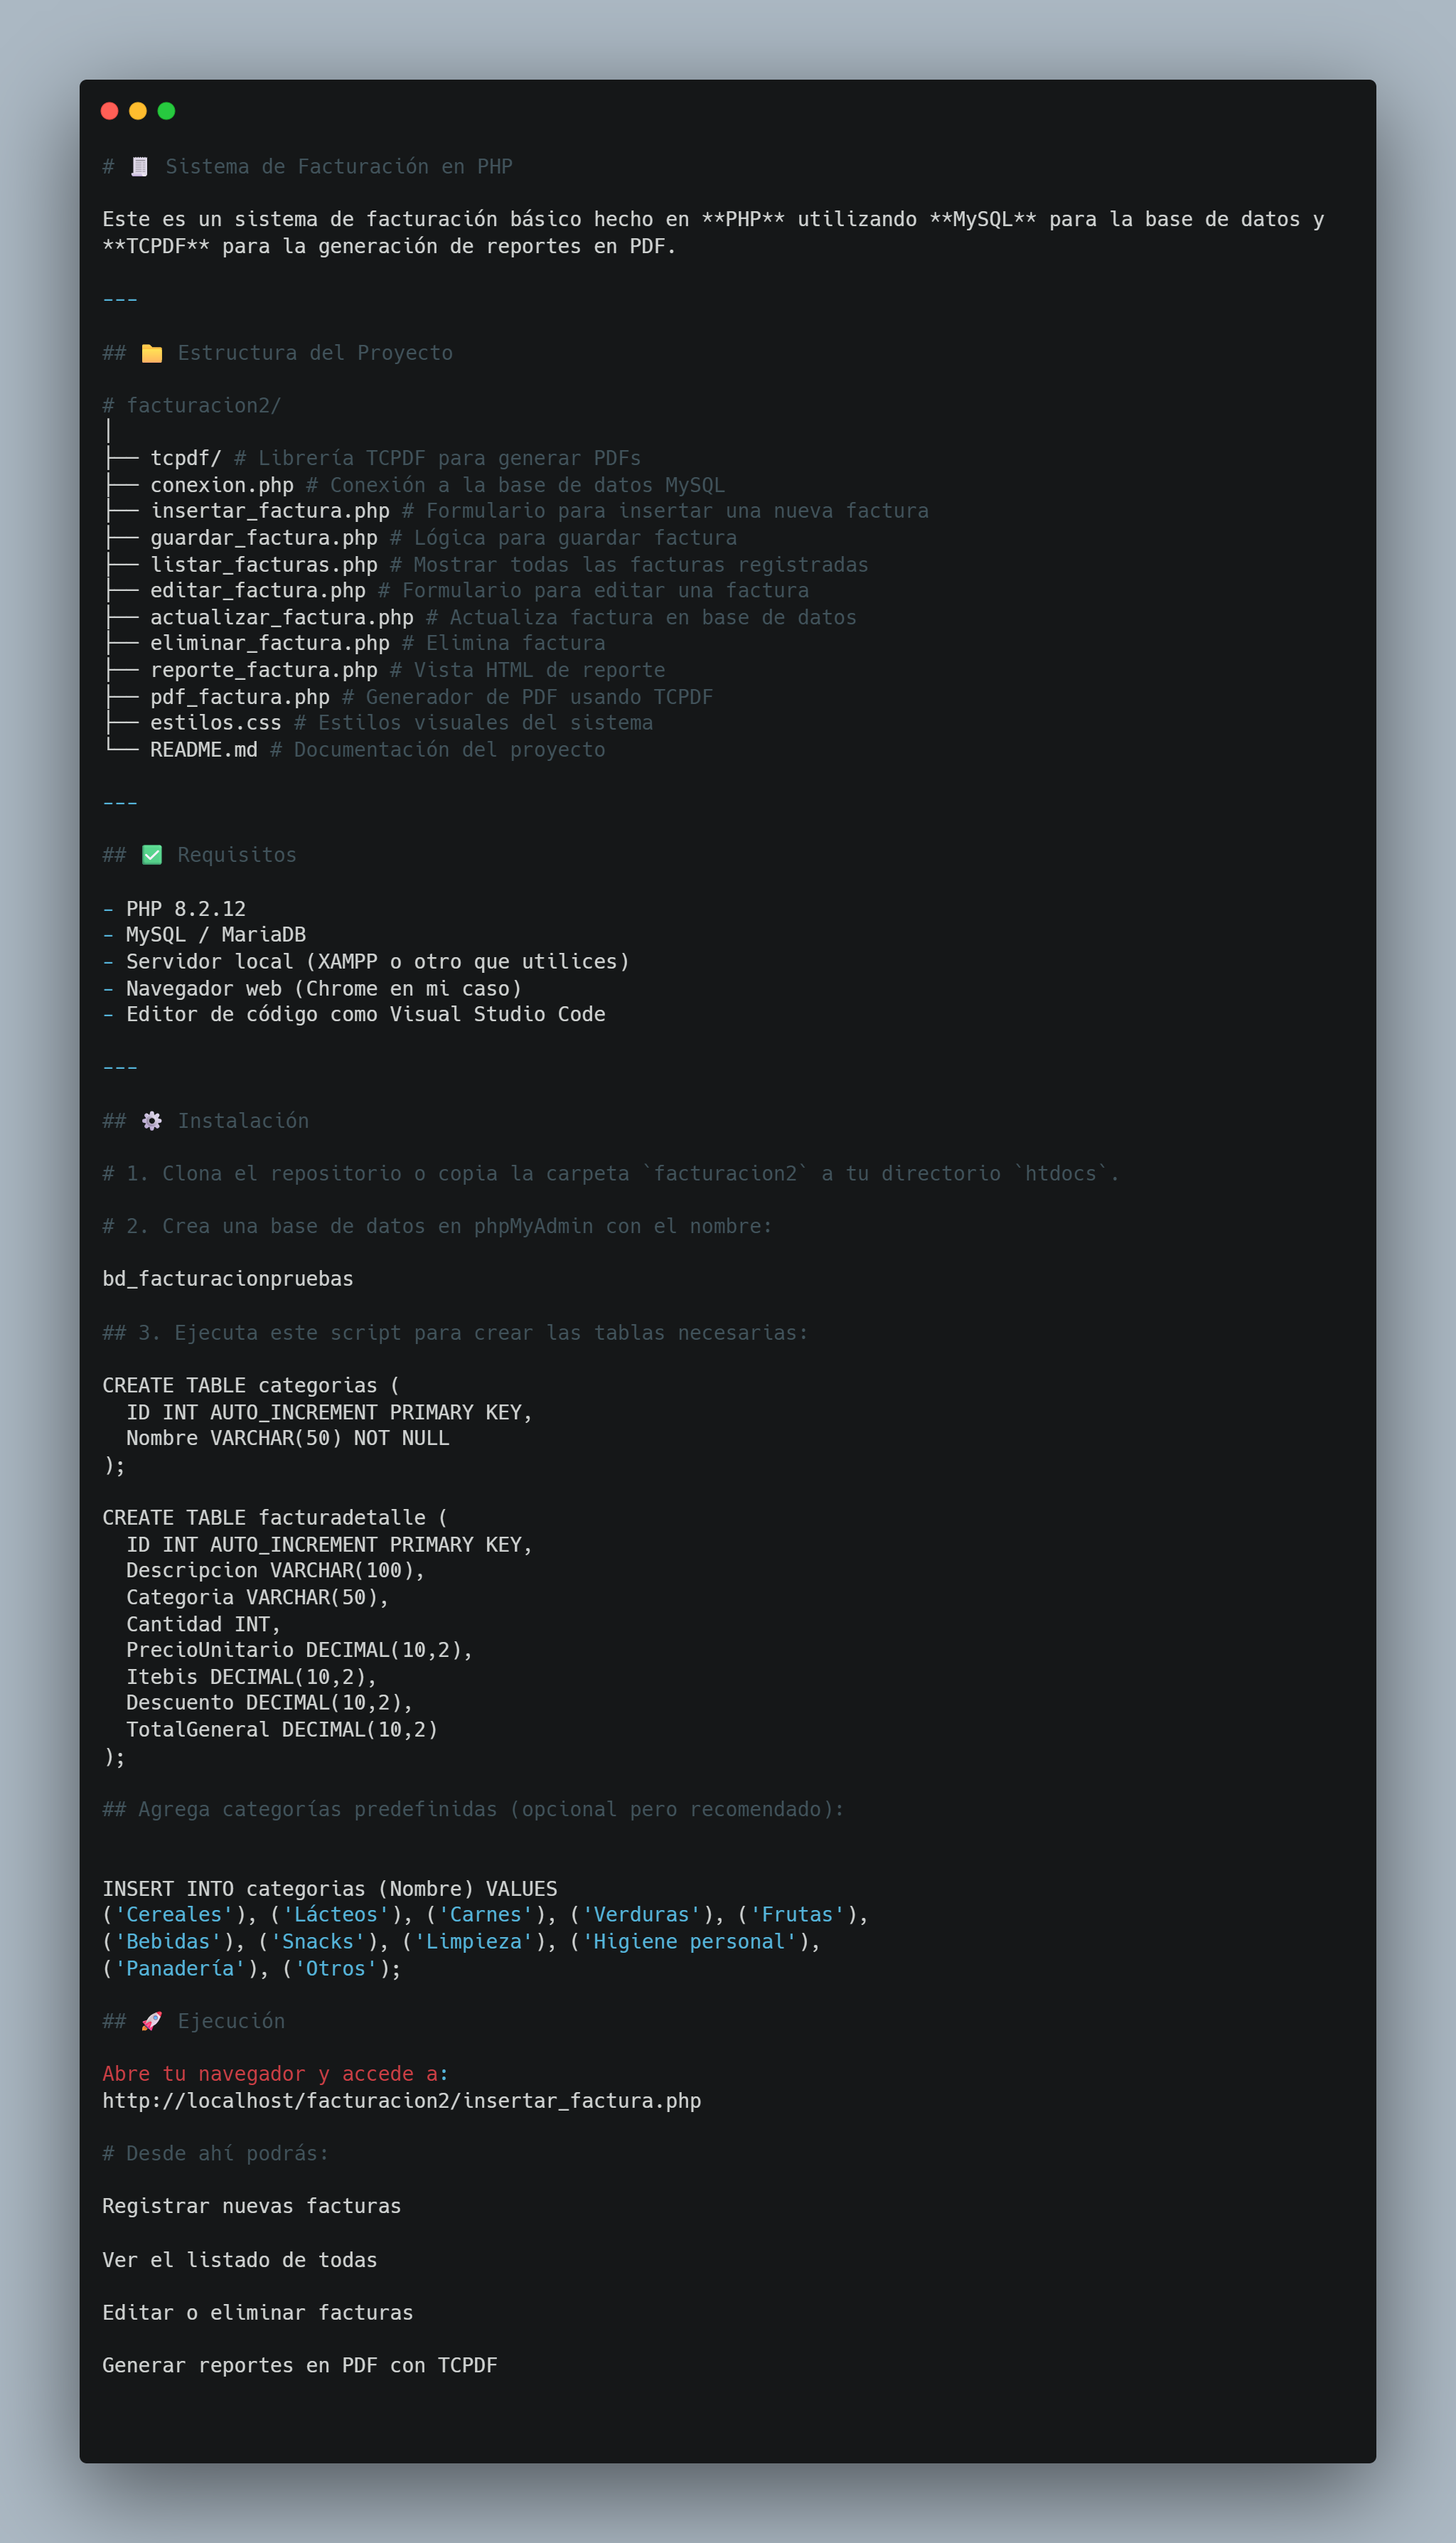 # 🧾 Sistema de Facturación en PHP
Este es un sistema de facturación básico hecho en **PHP** utilizando **MySQL** para la base de datos y
**TCPDF** para la generación de reportes en PDF.
---
## 📁 Estructura del Proyecto
# facturacion2/
│
├── tcpdf/ # Librería TCPDF para generar PDFs
├── conexion.php # Conexión a la base de datos MySQL
├── insertar_factura.php # Formulario para insertar una nueva factura
├── guardar_factura.php # Lógica para guardar factura
├── listar_facturas.php # Mostrar todas las facturas registradas
├── editar_factura.php # Formulario para editar una factura
├── actualizar_factura.php # Actualiza factura en base de datos
├── eliminar_factura.php # Elimina factura
├── reporte_factura.php # Vista HTML de reporte
├── pdf_factura.php # Generador de PDF usando TCPDF
├── estilos.css # Estilos visuales del sistema
└── README.md # Documentación del proyecto
---
## ✅ Requisitos
- PHP 8.2.12
- MySQL / MariaDB
- Servidor local (XAMPP o otro que utilices)
- Navegador web (Chrome en mi caso)
- Editor de código como Visual Studio Code
---
## ⚙️ Instalación
# 1. Clona el repositorio o copia la carpeta `facturacion2` a tu directorio `htdocs`.
# 2. Crea una base de datos en phpMyAdmin con el nombre:
bd_facturacionpruebas
## 3. Ejecuta este script para crear las tablas necesarias:
CREATE TABLE categorias (
  ID INT AUTO_INCREMENT PRIMARY KEY,
  Nombre VARCHAR(50) NOT NULL
);
CREATE TABLE facturadetalle (
  ID INT AUTO_INCREMENT PRIMARY KEY,
  Descripcion VARCHAR(100),
  Categoria VARCHAR(50),
  Cantidad INT,
  PrecioUnitario DECIMAL(10,2),
  Itebis DECIMAL(10,2),
  Descuento DECIMAL(10,2),
  TotalGeneral DECIMAL(10,2)
);
## Agrega categorías predefinidas (opcional pero recomendado):
INSERT INTO categorias (Nombre) VALUES
('Cereales'), ('Lácteos'), ('Carnes'), ('Verduras'), ('Frutas'),
('Bebidas'), ('Snacks'), ('Limpieza'), ('Higiene personal'),
('Panadería'), ('Otros');
## 🚀 Ejecución
Abre tu navegador y accede a:
http://localhost/facturacion2/insertar_factura.php
# Desde ahí podrás:
Registrar nuevas facturas
Ver el listado de todas
Editar o eliminar facturas
Generar reportes en PDF con TCPDF